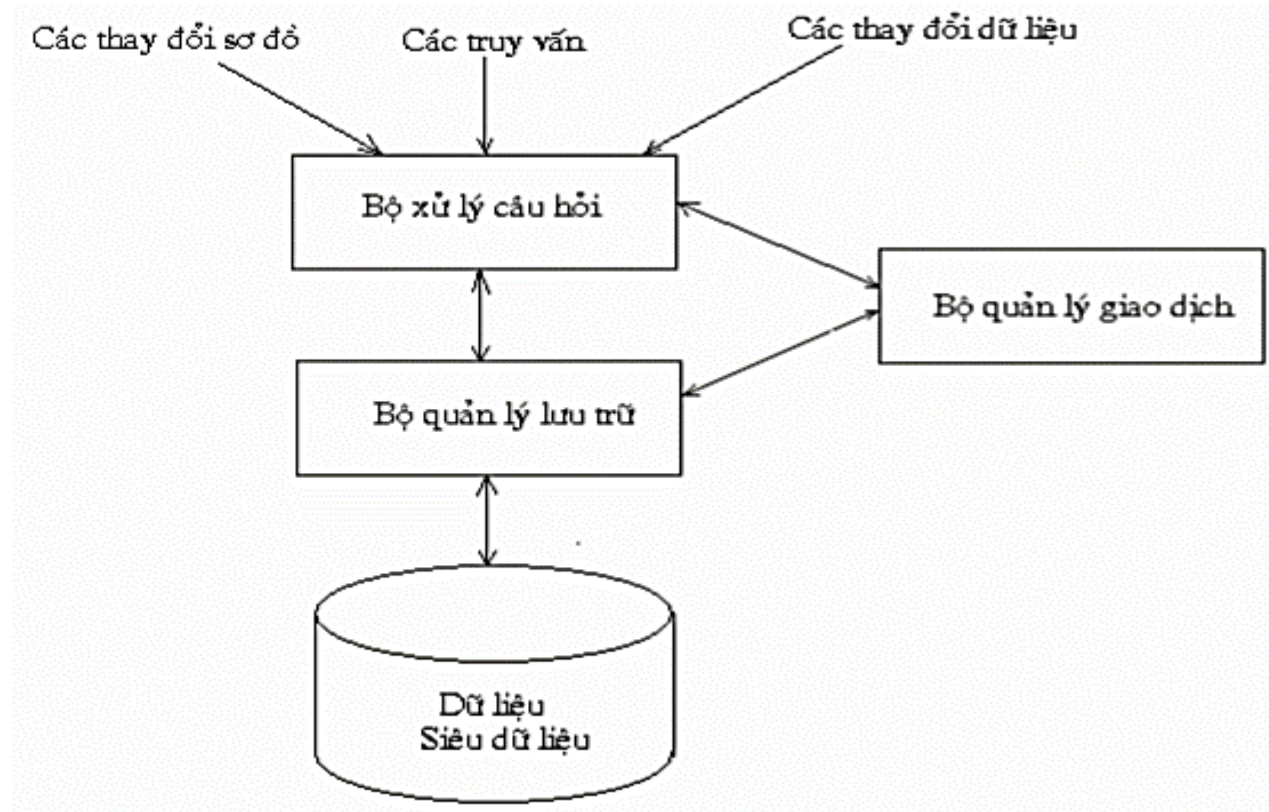 Các thay đổi sơ đồ
Các truy vấn
Các thay đổi dữ liệu
Bộ xử lý câu hỏi
Bộ quản lý giao dịch
Bộ quản lý lưu trữ
Dữ liệu
Siêu dữ liệu